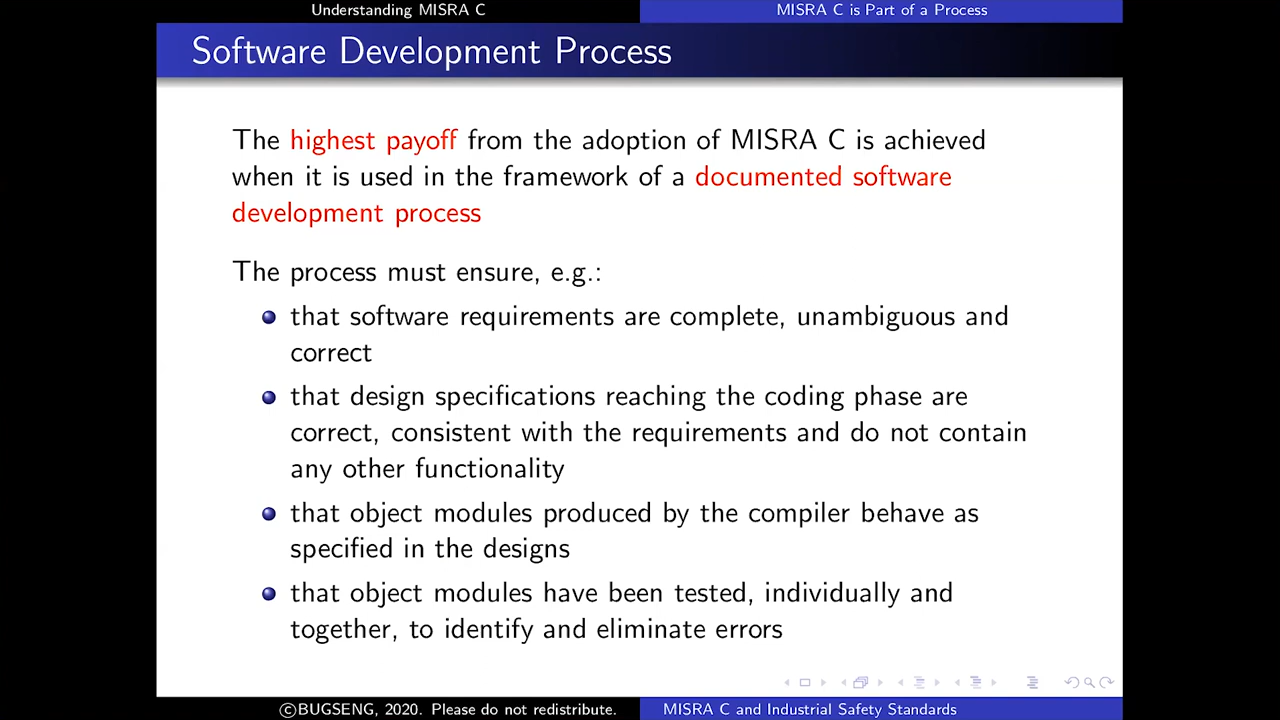 Understanding MISRA C
MISRA C is Part of a Process
Software Development Process
The highest payoff from the adoption of MISRA C is achieved
when it is used in the framework of a documented software
development process
The process must ensure, e.g.:
that software requirements are complete, unambiguous and
correct
that design specifications reaching the coding phase are
correct, consistent with the requirements and do not contain
any other functionality
that object modules produced by the compiler behave as
specified in the designs
that object modules have been tested, individually and
together, to identify and eliminate errors
©BUGSENG, 2020. Please do not redistribute.
MISRA C and Industrial Safety Standards